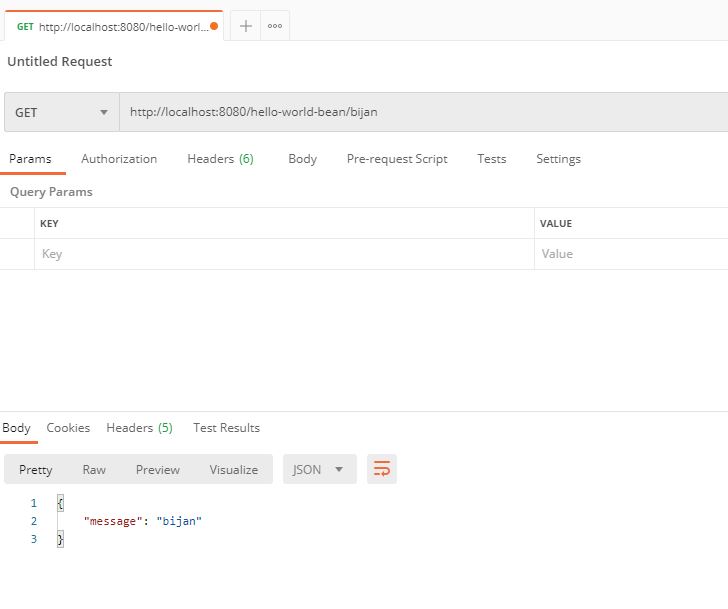 GET http://localhost:8080/hello-worl...
Untitled Request
GET http://localhost:8080/hello-world-bean/bijan
Params Authorization Headers (6) Body Pre-request Script Tests Settings
Query Params
KEY VALUE
Key Value
Body Cookies Headers (5) Test Results
Pretty Raw Preview Visualize JSON
1 {
2 "message": "bijan"
3 }